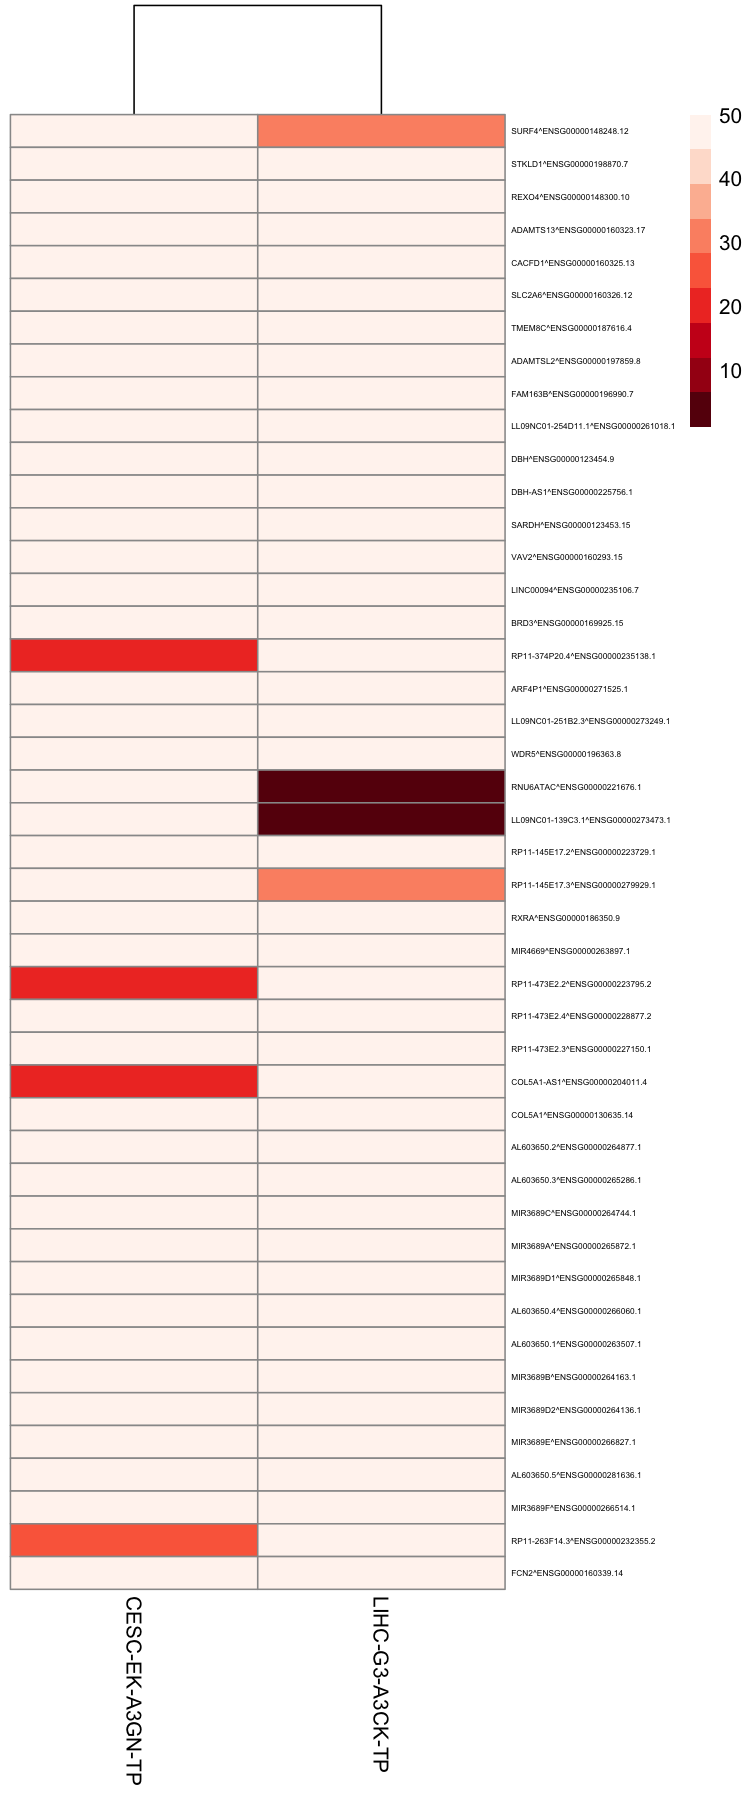 SURF4^ENSG00000148248.12
STKLD1^ENSG00000198870.7
REXO4^ENSG00000148300.10
ADAMTS13^ENSG00000160323.17
CACFD1^ENSG00000160325.13
SLC2A6^ENSG00000160326.12
TMEM8C^ENSG00000187616.4
ADAMTSL2^ENSG00000197859.8
FAM163B^ENSG00000196990.7
LL09NC01-254D11.1^ENSG00000261018.1
DBH^ENSG00000123454.9
DBH-AS1^ENSG00000225756.1
SARDH^ENSG00000123453.15
VAV2^ENSG00000160293.15
LINC00094^ENSG00000235106.7
BRD3^ENSG00000169925.15
RP11-374P20.4^ENSG00000235138.1
ARF4P1^ENSG00000271525.1
LL09NC01-251B2.3^ENSG00000273249.1
WDR5^ENSG00000196363.8
RNU6ATAC^ENSG00000221676.1
LL09NC01-139C3.1^ENSG00000273473.1
RP11-145E17.2^ENSG00000223729.1
RP11-145E17.3^ENSG00000279929.1
RXRA^ENSG00000186350.9
MIR4669^ENSG00000263897.1
RP11-473E2.2^ENSG00000223795.2
RP11-473E2.4^ENSG00000228877.2
RP11-473E2.3^ENSG00000227150.1
COL5A1-AS1^ENSG00000204011.4
COL5A1^ENSG00000130635.14
AL603650.2^ENSG00000264877.1
AL603650.3^ENSG00000265286.1
MIR3689C^ENSG00000264744.1
MIR3689A^ENSG00000265872.1
MIR3689D1^ENSG00000265848.1
AL603650.4^ENSG00000266060.1
AL603650.1^ENSG00000263507.1
MIR3689B^ENSG00000264163.1
MIR3689D2^ENSG00000264136.1
MIR3689E^ENSG00000266827.1
AL603650.5^ENSG00000281636.1
MIR3689F^ENSG00000266514.1
RP11-263F14.3^ENSG00000232355.2
FCN2^ENSG00000160339.14
50
40
30
20
10
CESC-EK-A3GN-TP
LIHC-G3-A3CK-TP